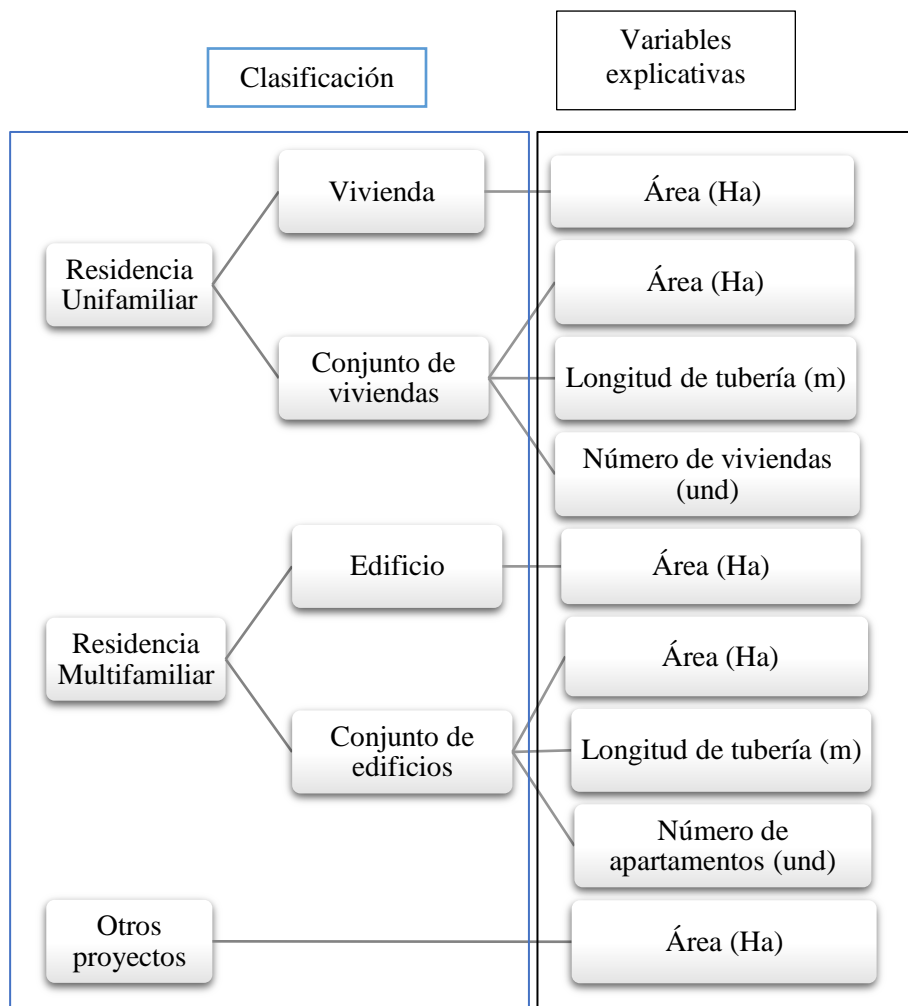 Clasificación
Variables
explicativas
Residencia
Unifamiliar
Vivienda
Área (Ha)
Conjunto de
viviendas
Área (Ha)
Longitud de tubería (m)
Número de viviendas
(und)
Residencia
Multifamiliar
Edificio
Área (Ha)
Conjunto de
edificios
Área (Ha)
Longitud de tubería (m)
Número de
apartamentos (und)
Otros
proyectos
Área (Ha)